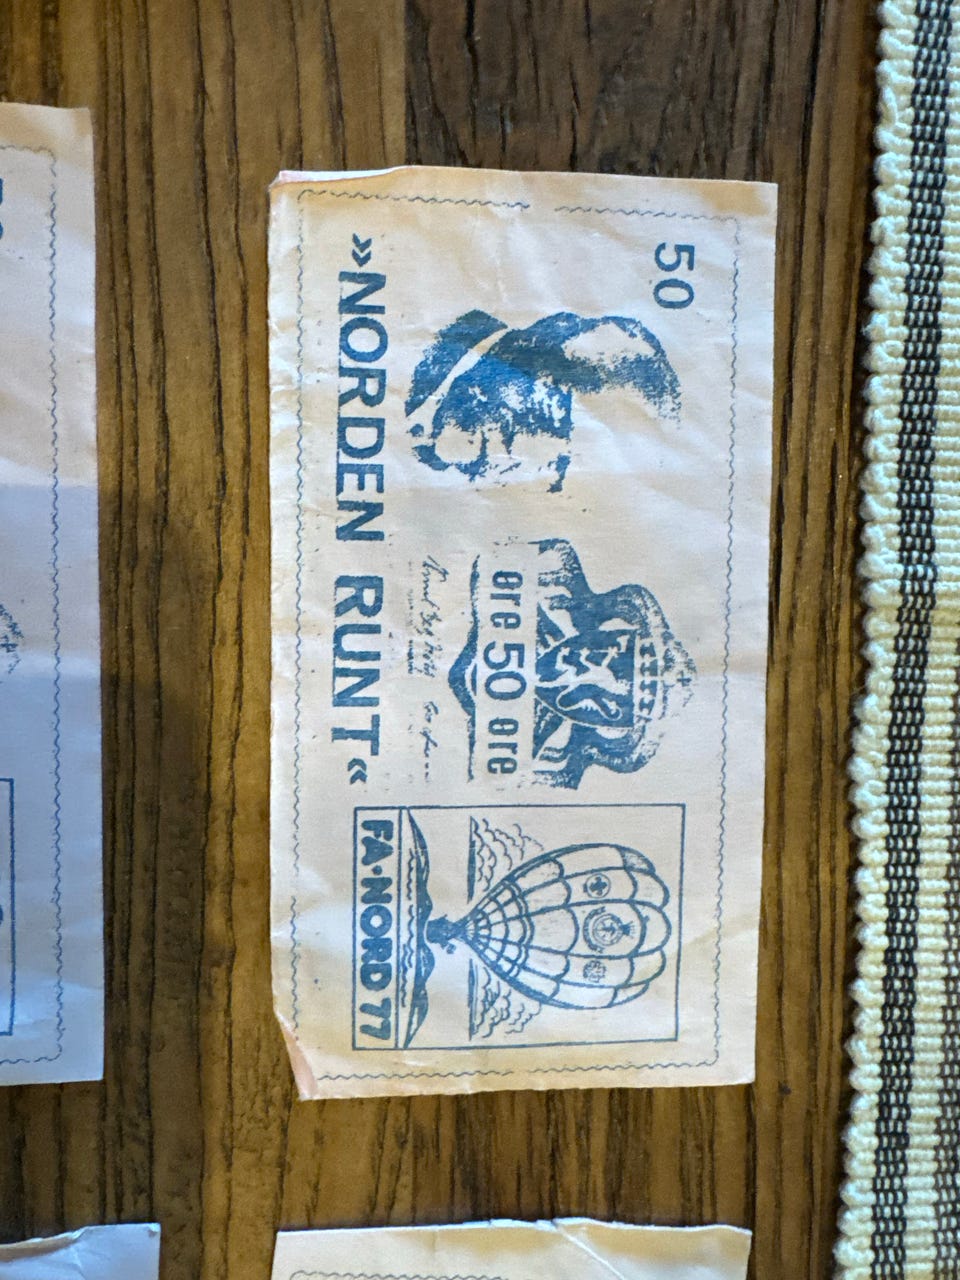 50
øre 50 øre
»NORDEN RUNT«
FA-NORD 77